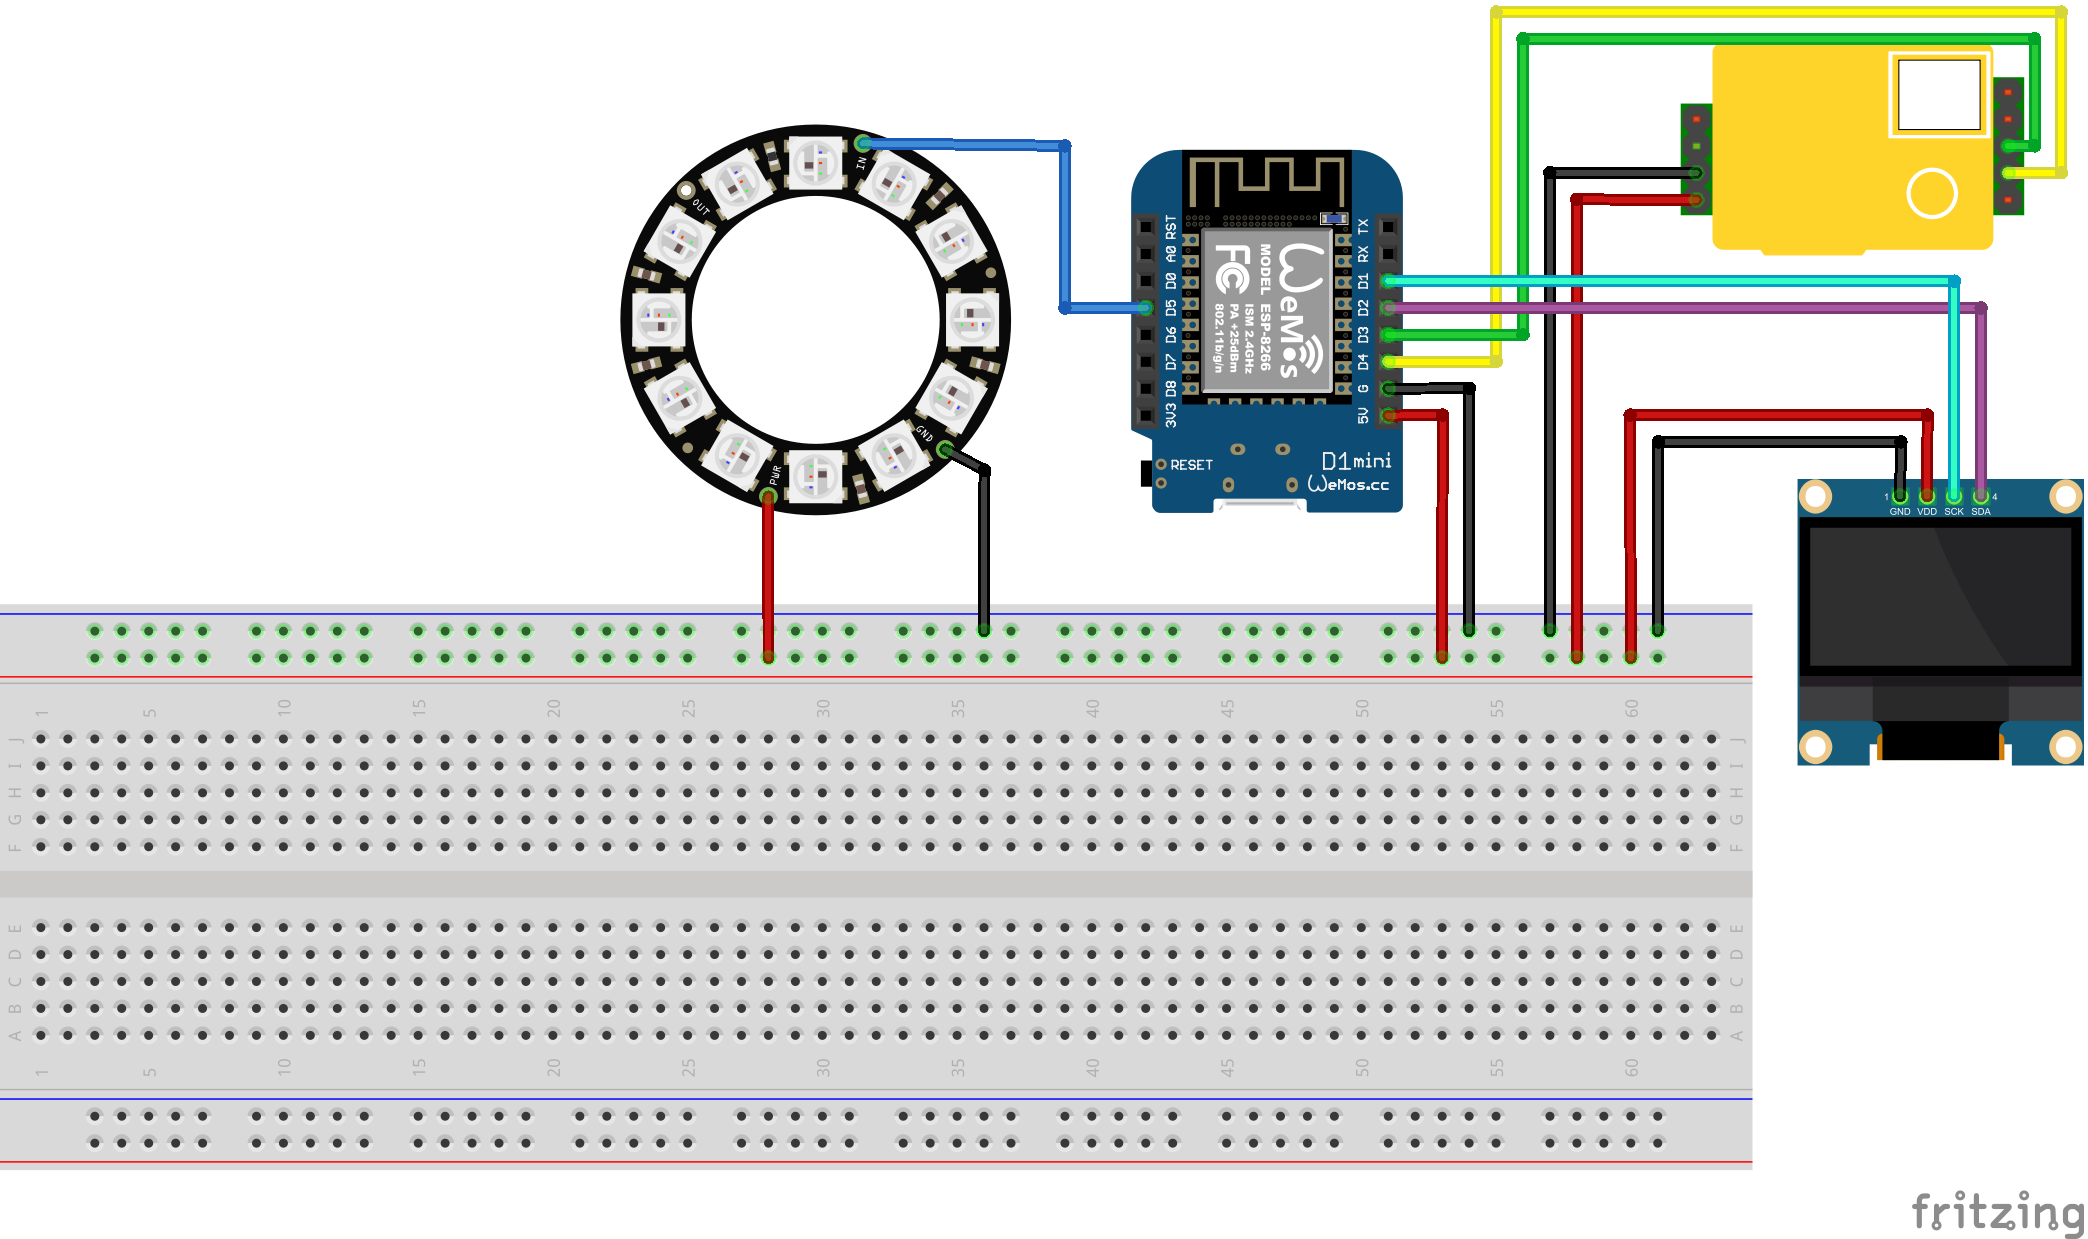 IN
OUT
GND
PWR
RST
A0
D0
D5
D6
D7
D8
3V3
TX
RX
D1
D2
D3
D4
G
5V
WeMos
MODEL ESP-8266
ISM 2.4GHz
PA +25dBm
802.11b/g/n
FC
RESET
D1mini
WeMos.cc
1 4
GND VDD SCK SDA
1 5 10 15 20 25 30 35 40 45 50 55 60
J J
I I
H H
G G
F F
E E
D D
C C
B B
A A
1 5 10 15 20 25 30 35 40 45 50 55 60
fritzing